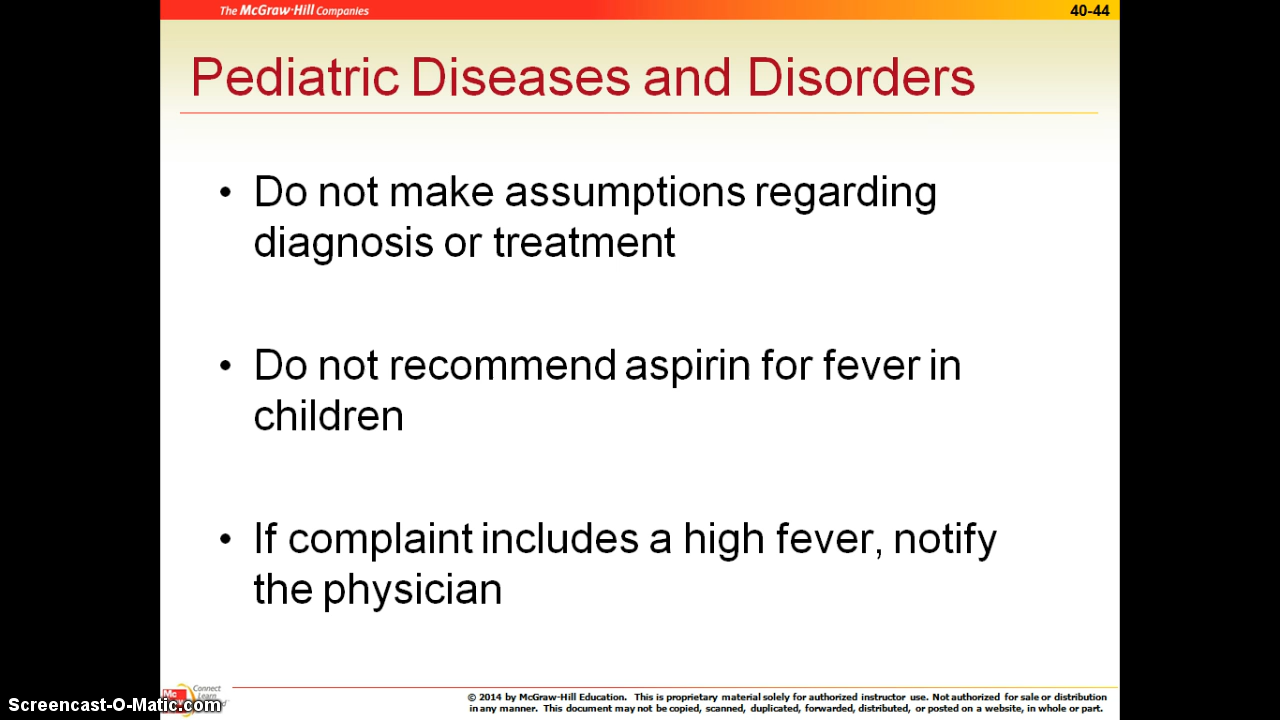 The McGraw-Hill Companies
40-44
Pediatric Diseases and Disorders
• Do not make assumptions regarding
diagnosis or treatment
• Do not recommend aspirin for fever in
children
• If complaint includes a high fever, notify
the physician
Mc
Connect
Learn
Screencast-O-Matic.com
© 2014 by McGraw-Hill Education. This is proprietary material solely for authorized instructor use. Not authorized for sale or distribution
in any manner. This document may not be copied, scanned, duplicated, forwarded, distributed, or posted on a website, in whole or part.